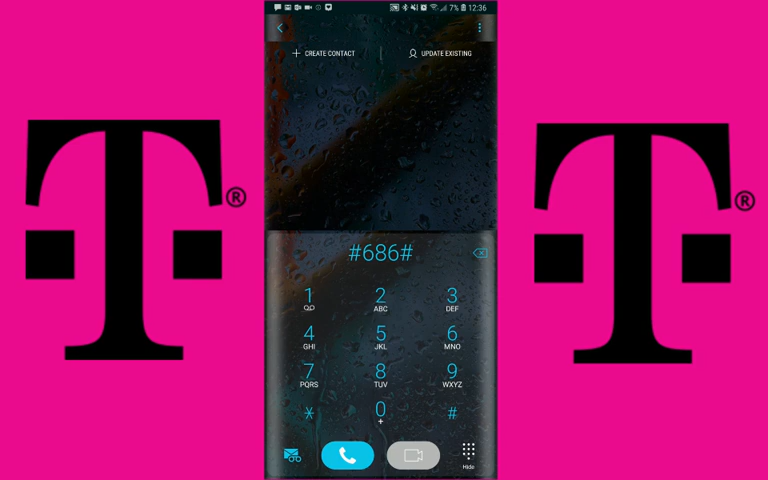 7% 12:36
CREATE CONTACT
UPDATE EXISTING
T ®
T ®
#686#
1
2 ABC
3 DEF
4 GHI
5 JKL
6 MNO
7 PQRS
8 TUV
9 WXYZ
*
0 +
#
Hide